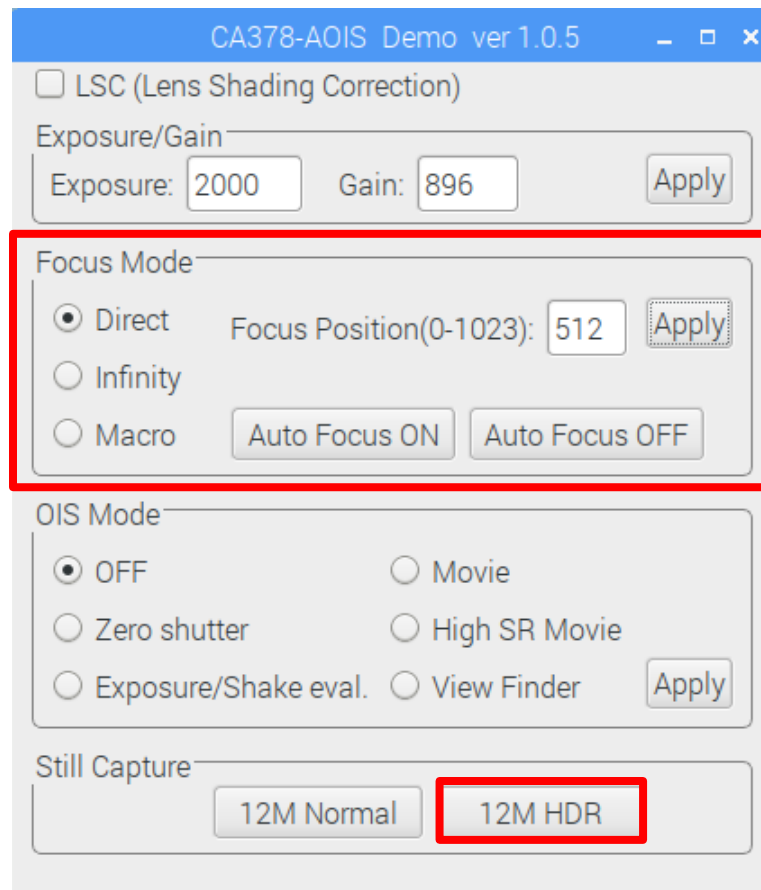 CA378-AOIS Demo ver 1.0.5
LSC (Lens Shading Correction)
Exposure/Gain
Exposure: 2000 Gain: 896 Apply
Focus Mode
Direct Focus Position(0-1023): 512 Apply
Infinity
Macro Auto Focus ON Auto Focus OFF
OIS Mode
OFF Movie
Zero shutter High SR Movie
Exposure/Shake eval. View Finder Apply
Still Capture
12M Normal 12M HDR